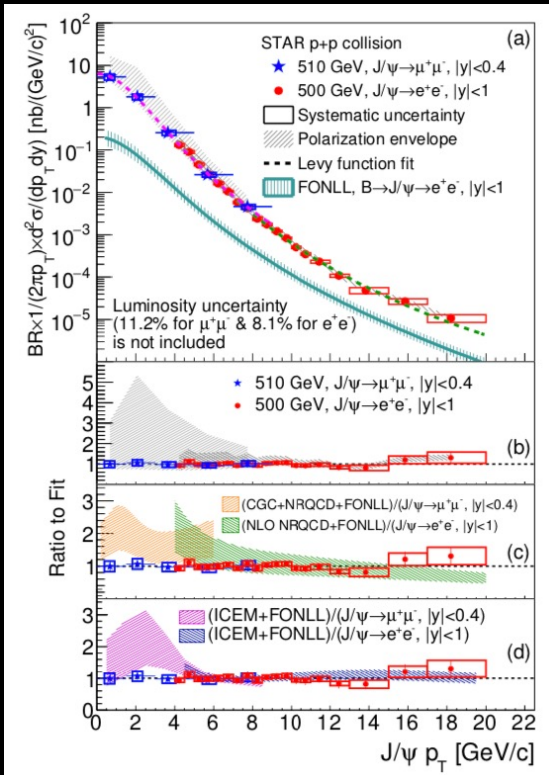 (a)
STAR p+p collision
510 GeV, J/ψ→μ⁺μ⁻, |y|<0.4
500 GeV, J/ψ→e⁺e⁻, |y|<1
Systematic uncertainty
Polarization envelope
Levy function fit
FONLL, B→J/ψ→e⁺e⁻, |y|<1
BR×1/(2πp_T)×d²σ/(dp_Tdy) [nb/(GeV/c)²]
10²
10
1
10⁻¹
10⁻²
10⁻³
10⁻⁴
10⁻⁵
Luminosity uncertainty
(11.2% for μ⁺μ⁻ & 8.1% for e⁺e⁻)
is not included
Ratio to Fit
5
4
3
2
1
510 GeV, J/ψ→μ⁺μ⁻, |y|<0.4
500 GeV, J/ψ→e⁺e⁻, |y|<1
(b)
3
2
1
(CGC+NRQCD+FONLL)/(J/ψ→μ⁺μ⁻, |y|<0.4)
(NLO NRQCD+FONLL)/(J/ψ→e⁺e⁻, |y|<1)
(c)
3
2
1
0
(ICEM+FONLL)/(J/ψ→μ⁺μ⁻, |y|<0.4)
(ICEM+FONLL)/(J/ψ→e⁺e⁻, |y|<1)
(d)
0 2 4 6 8 10 12 14 16 18 20 22
J/ψ p_T [GeV/c]